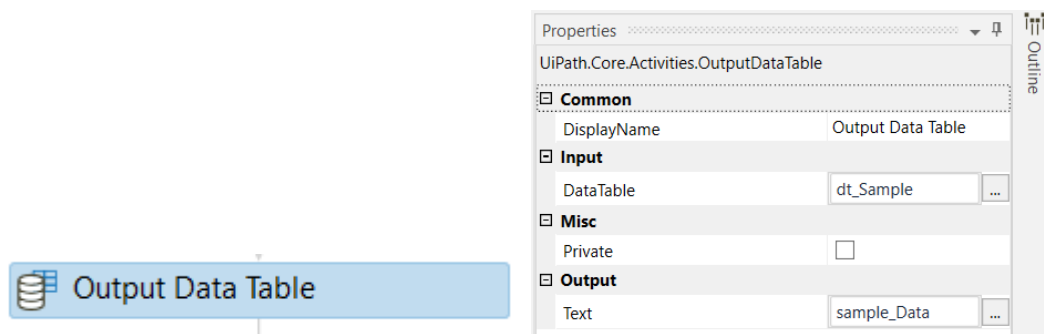 Output Data Table
Properties
UiPath.Core.Activities.OutputDataTable
Common
DisplayName Output Data Table
Input
DataTable dt_Sample ...
Misc
Private
Output
Text sample_Data ...
Outline